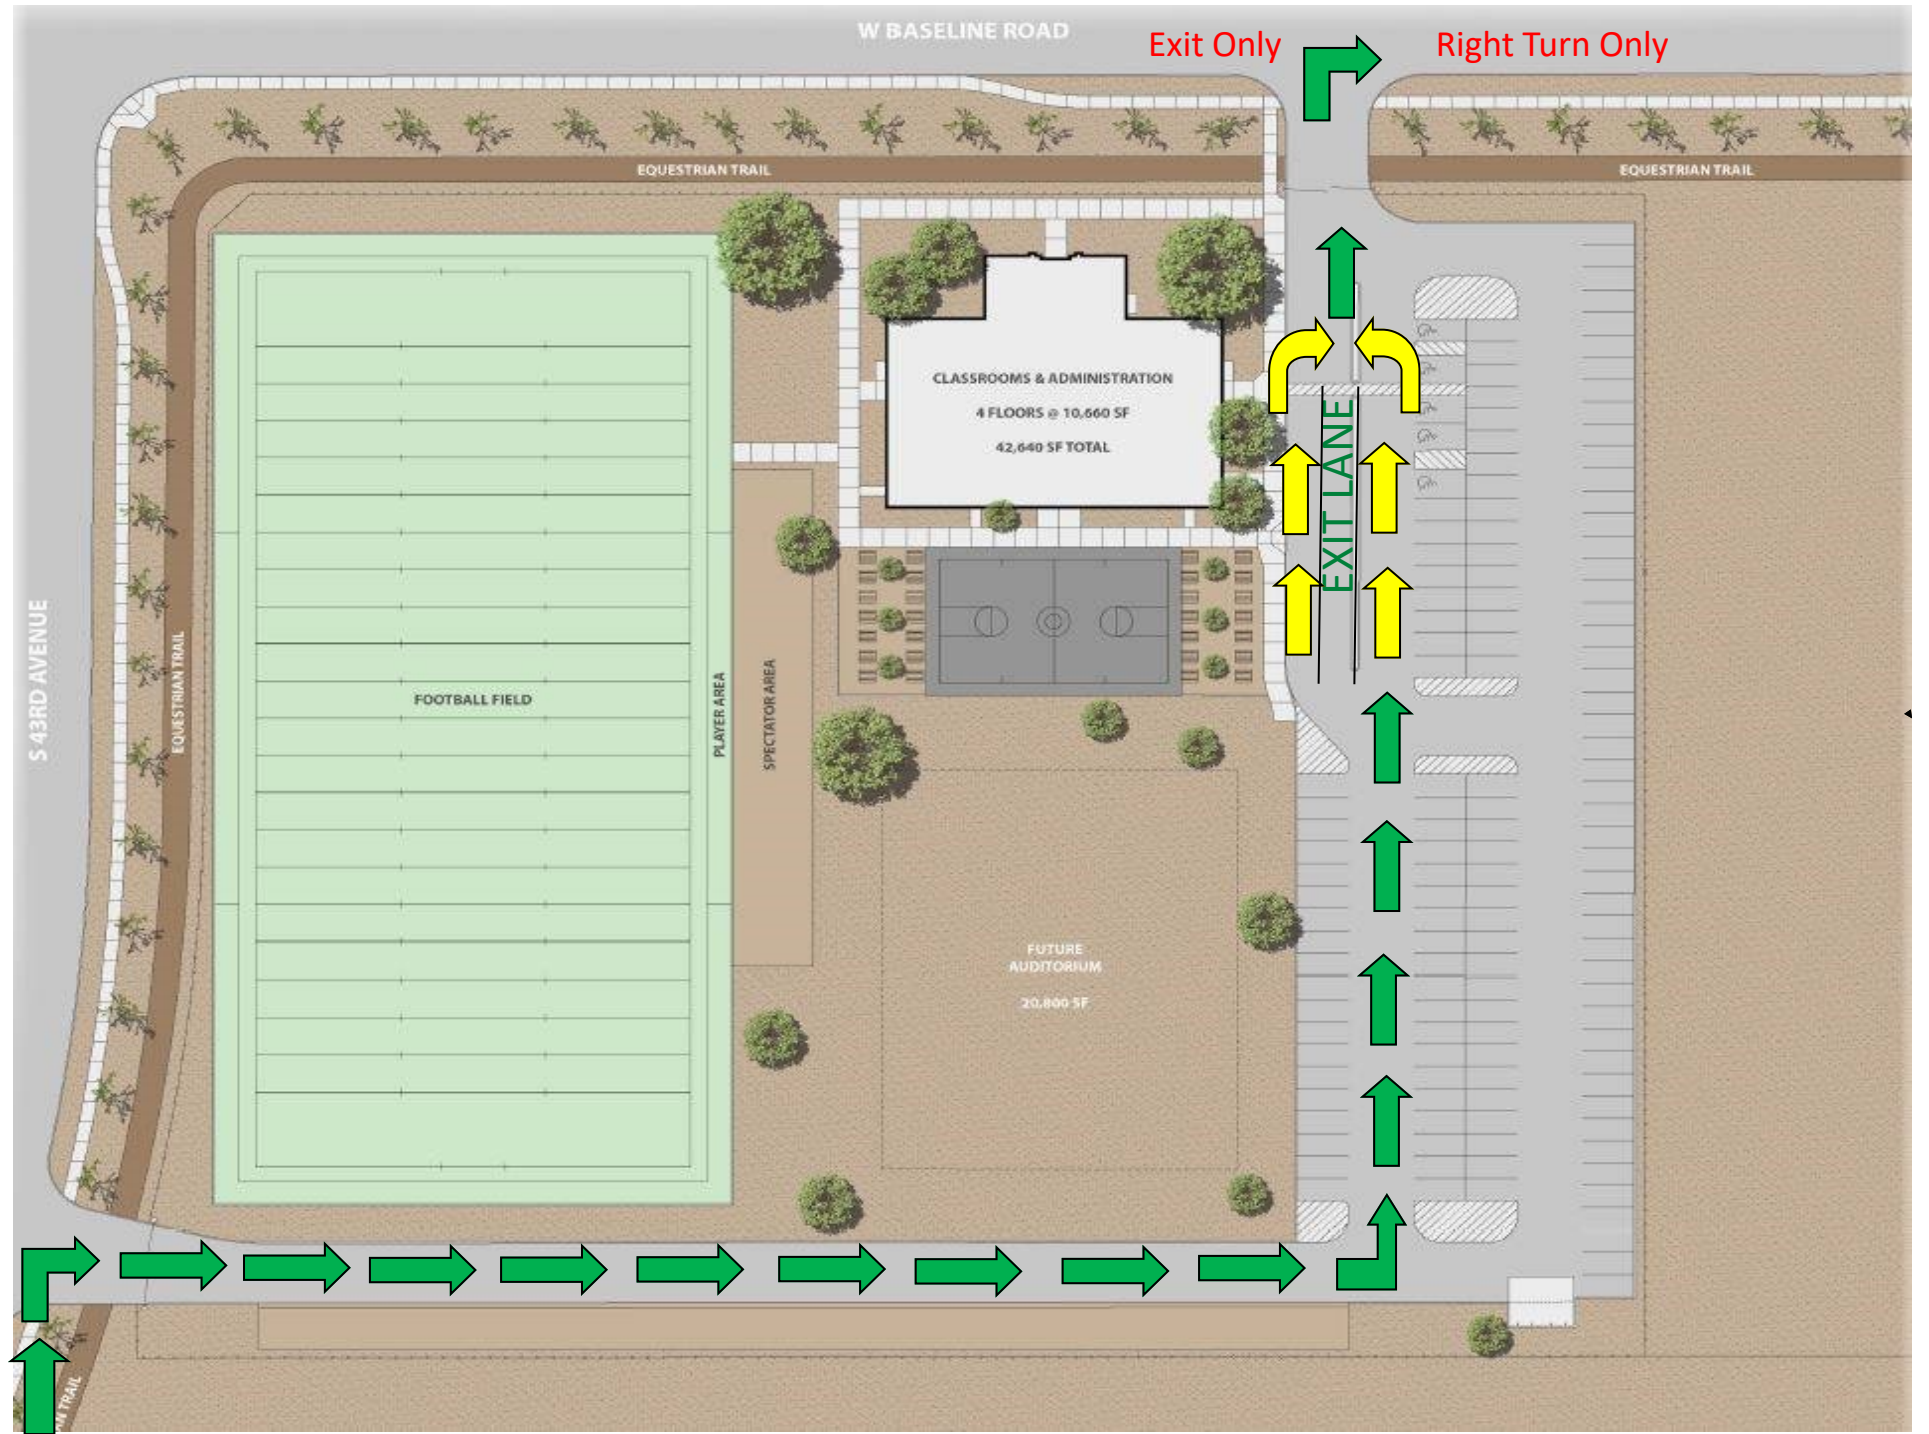 W BASELINE ROAD
Exit Only
Right Turn Only
EQUESTRIAN TRAIL
EQUESTRIAN TRAIL
CLASSROOMS & ADMINISTRATION
4 FLOORS @ 10,660 SF
42,640 SF TOTAL
EXIT LANE
S 43RD AVENUE
EQUESTRIAN TRAIL
FOOTBALL FIELD
PLAYER AREA
SPECTATOR AREA
FUTURE
AUDITORIUM
20,800 SF
TRAIL